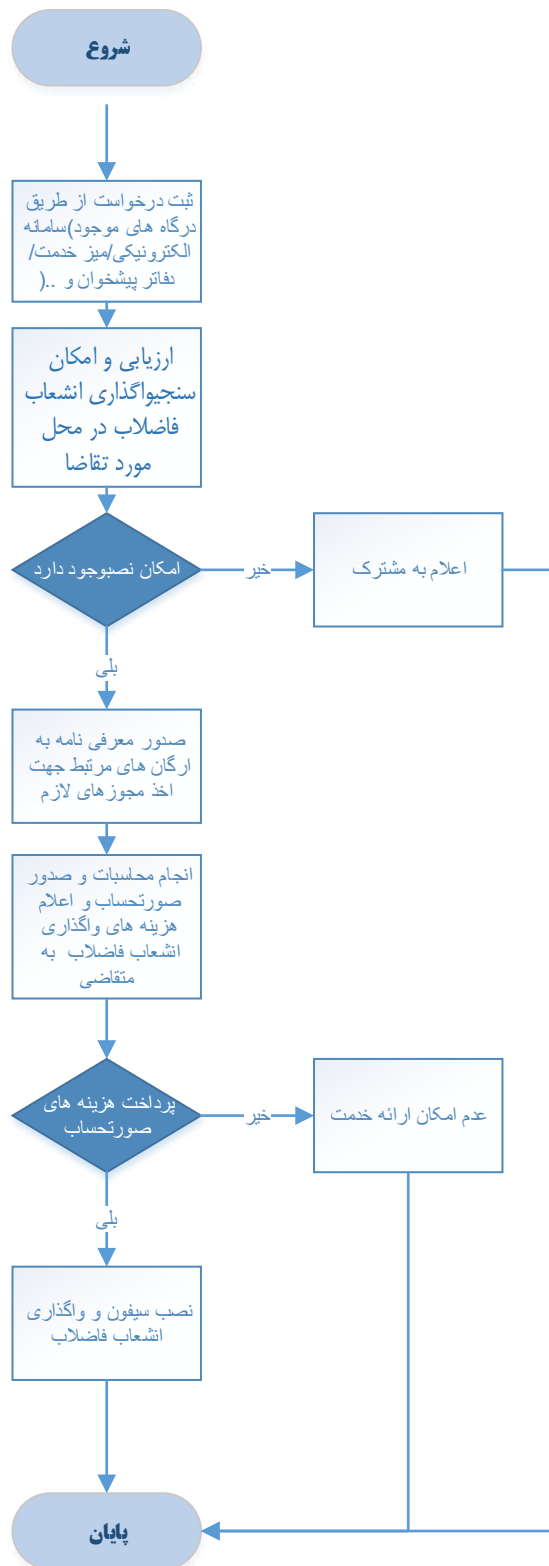 شروع
ثبت درخواست از طریق
درگاه های موجود)سامانه
الکترونیکی/میز خدمت/
دفاتر پیشخوان و ..(
ارزیابی و امکان
سنجیواگذاری انشعاب
فاضلاب در محل
مورد تقاضا
امکان نصبوجود دارد
خیر
اعلام به مشترک
بلی
صدور معرفی نامه به
ارگان های مرتبط جهت
اخذ مجوزهای لازم
انجام محاسبات و صدور
صورتحساب و اعلام
هزینه های واگذاری
انشعاب فاضلاب به
متقاضی
پرداخت هزینه های
صورتحساب
خیر
عدم امکان ارائه خدمت
بلی
نصب سیفون و واگذاری
انشعاب فاضلاب
پایان